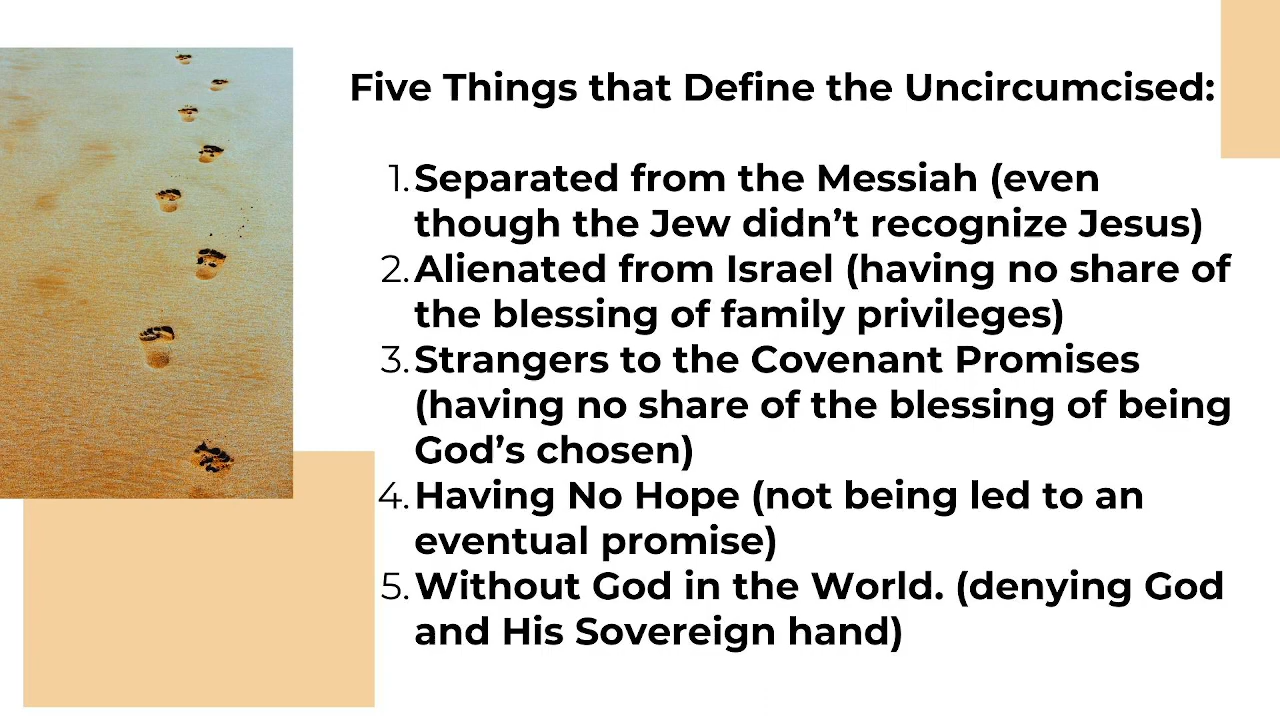 Five Things that Define the Uncircumcised:
1. Separated from the Messiah (even
though the Jew didn’t recognize Jesus)
2. Alienated from Israel (having no share of
the blessing of family privileges)
3. Strangers to the Covenant Promises
(having no share of the blessing of being
God’s chosen)
4. Having No Hope (not being led to an
eventual promise)
5. Without God in the World. (denying God
and His Sovereign hand)